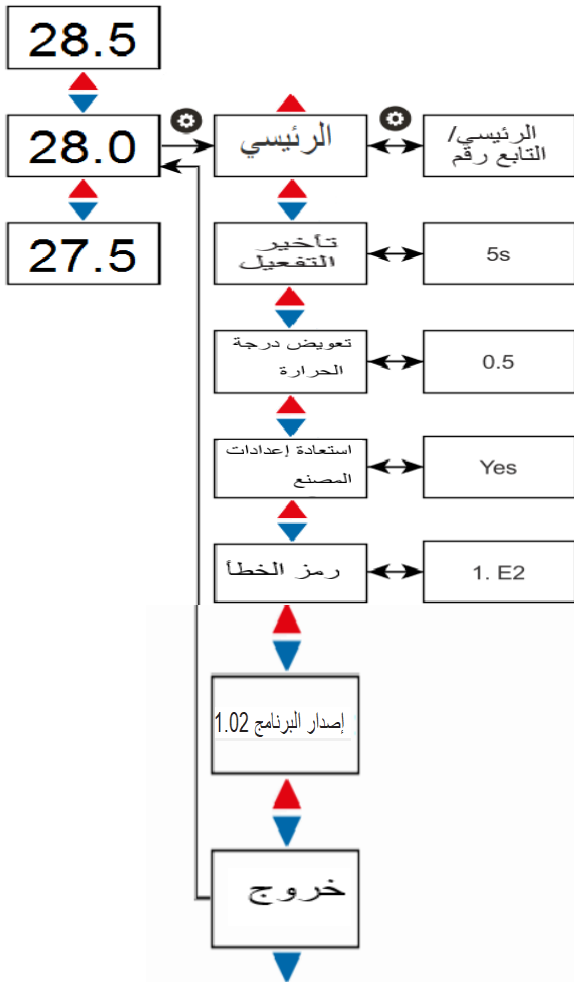 28.5
28.0
27.5
الرئيسي
الرئيسي/
التابع رقم
تأخير
التفعيل
5s
تعويض درجة
الحرارة
0.5
استعادة إعدادات
المصنع
Yes
رمز الخطأ
1. E2
إصدار البرنامج 1.02
خروج